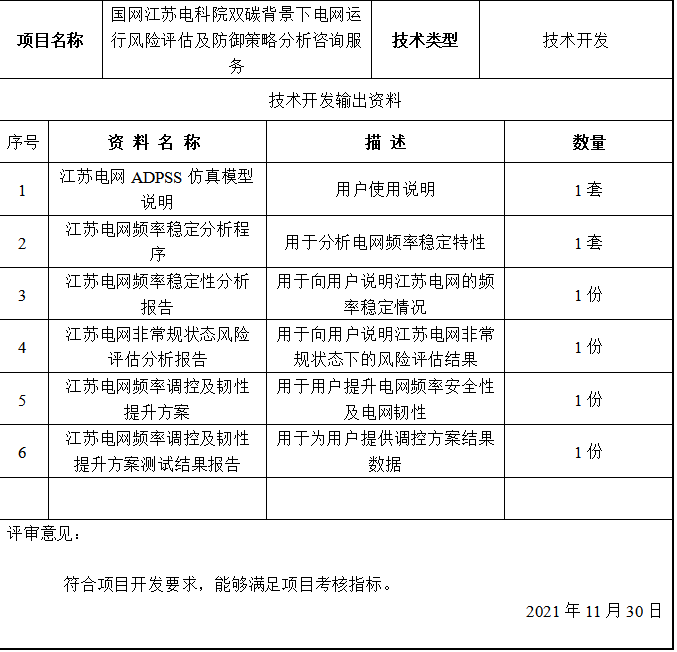 项目名称
国网江苏电科院双碳背景下电网运
行风险评估及防御策略分析咨询服
务
技术类型
技术开发
技术开发输出资料
序号 资 料 名 称 描 述 数量
1
江苏电网 ADPSS 仿真模型
说明
用户使用说明
1 套
2
江苏电网频率稳定分析程
序
用于分析电网频率稳定特性
1 套
3
江苏电网频率稳定性分析
报告
用于向用户说明江苏电网的频
率稳定情况
1 份
4
江苏电网非常规状态风险
评估分析报告
用于向用户说明江苏电网非常
规状态下的风险评估结果
1 份
5
江苏电网频率调控及韧性
提升方案
用于用户提升电网频率安全性
及电网韧性
1 份
6
江苏电网频率调控及韧性
提升方案测试结果报告
用于为用户提供调控方案结果
数据
1 份
评审意见：
符合项目开发要求，能够满足项目考核指标。
2021 年 11 月 30 日